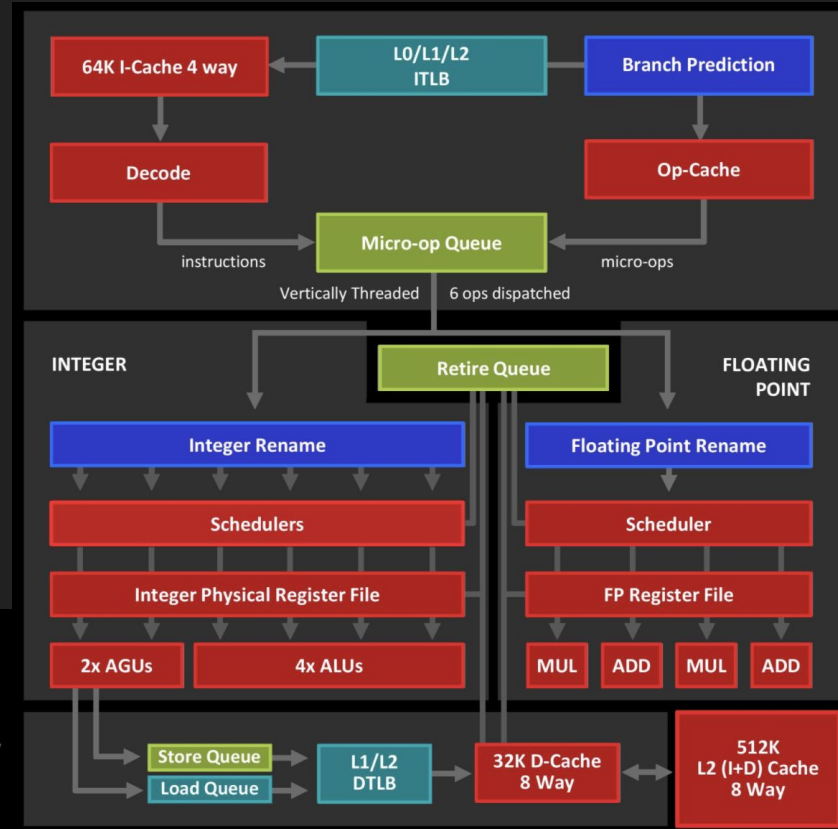 64K I-Cache 4 way
L0/L1/L2
ITLB
Branch Prediction
Decode
Op-Cache
Micro-op Queue
instructions
micro-ops
Vertically Threaded
6 ops dispatched
INTEGER
Retire Queue
FLOATING
POINT
Integer Rename
Floating Point Rename
Schedulers
Scheduler
Integer Physical Register File
FP Register File
2x AGUs
4x ALUs
MUL
ADD
MUL
ADD
Store Queue
Load Queue
L1/L2
DTLB
32K D-Cache
8 Way
512K
L2 (I+D) Cache
8 Way